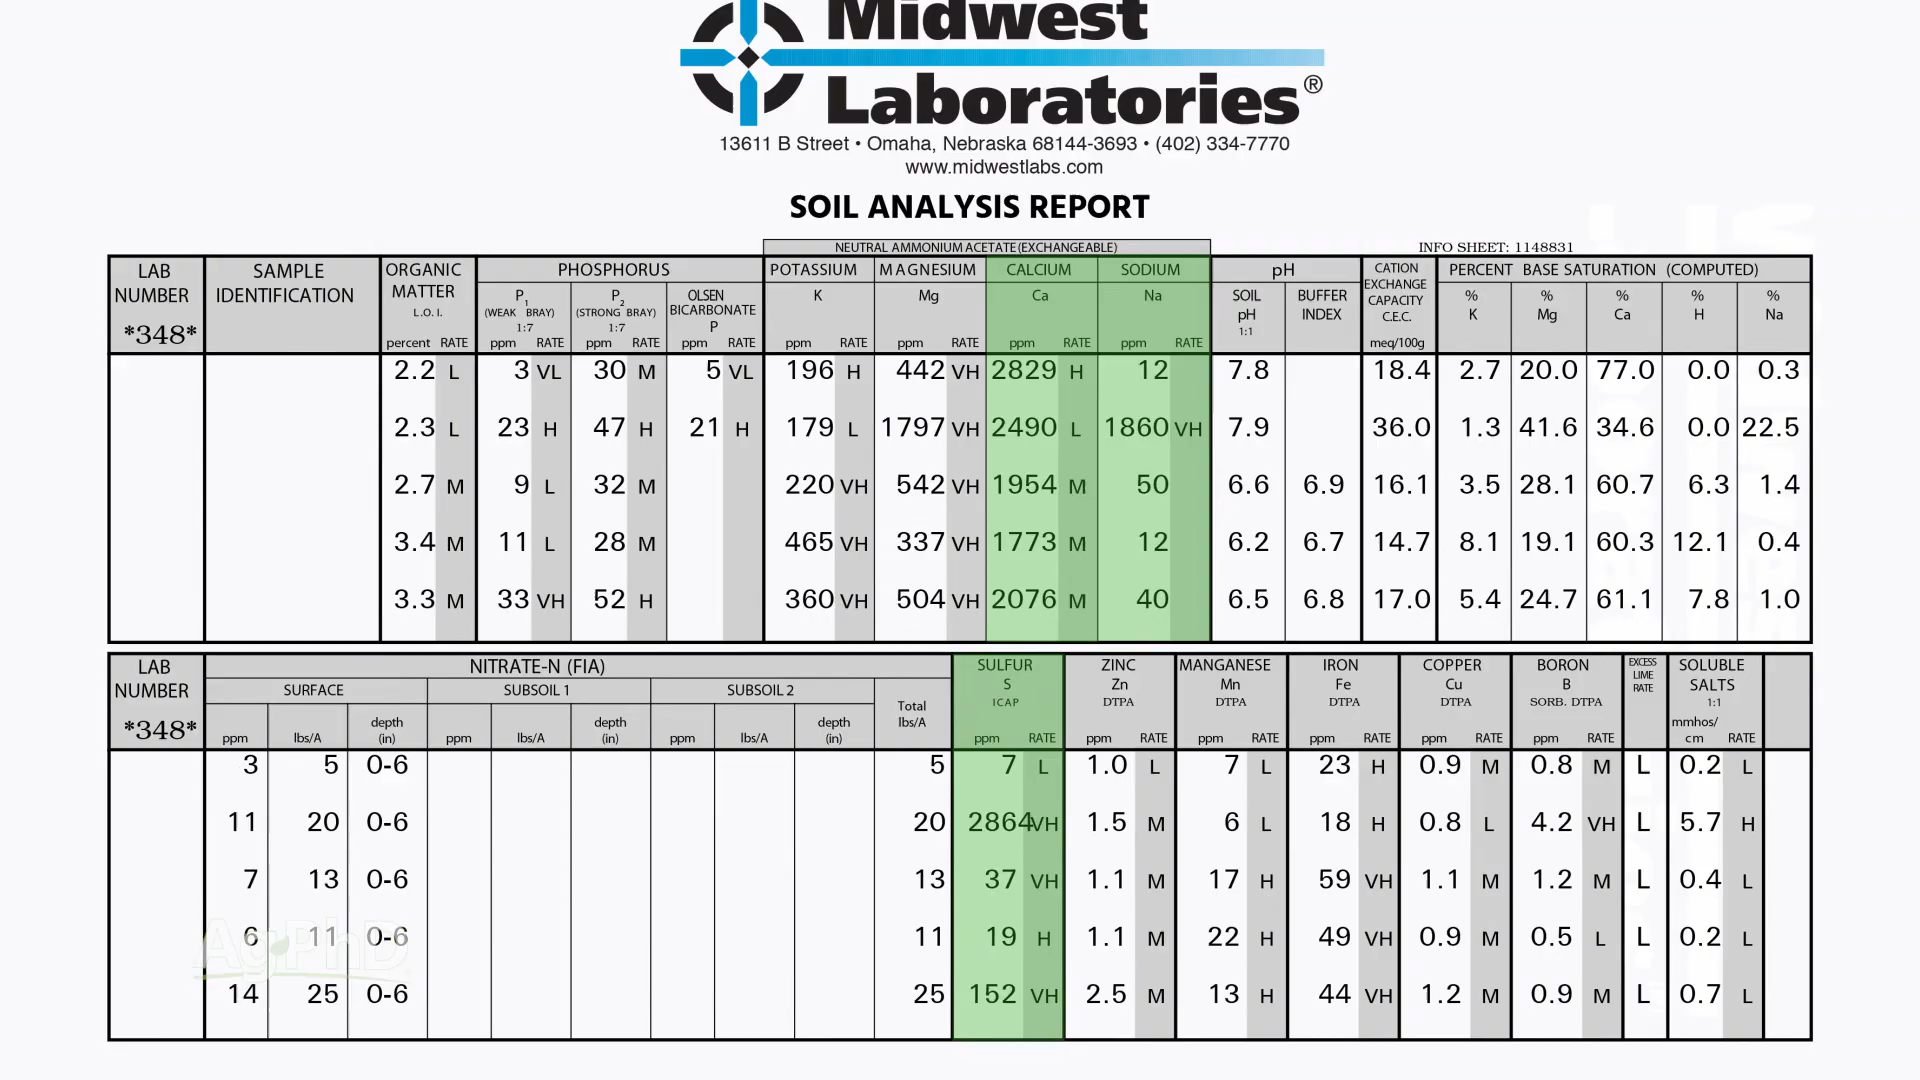 Midwest
Laboratories®
13611 B Street • Omaha, Nebraska 68144-3693 • (402) 334-7770
www.midwestlabs.com
SOIL ANALYSIS REPORT
NEUTRAL AMMONIUM ACETATE (EXCHANGEABLE)
INFO SHEET: 1148831
LAB NUMBER *348* SAMPLE IDENTIFICATION ORGANIC MATTER L.O.I. percent RATE PHOSPHORUS P1 (WEAK BRAY) 1:7 ppm RATE P2 (STRONG BRAY) 1:7 ppm RATE OLSEN BICARBONATE P ppm RATE POTASSIUM K ppm RATE MAGNESIUM Mg ppm RATE CALCIUM Ca ppm RATE SODIUM Na ppm RATE pH SOIL pH 1:1 BUFFER INDEX CATION EXCHANGE CAPACITY C.E.C. meq/100g PERCENT BASE SATURATION (COMPUTED) % K % Mg % Ca % H % Na
2.2 L 3 VL 30 M 5 VL 196 H 442 VH 2829 H 12 7.8 18.4 2.7 20.0 77.0 0.0 0.3
2.3 L 23 H 47 H 21 H 179 L 1797 VH 2490 L 1860 VH 7.9 36.0 1.3 41.6 34.6 0.0 22.5
2.7 M 9 L 32 M 220 VH 542 VH 1954 M 50 6.6 6.9 16.1 3.5 28.1 60.7 6.3 1.4
3.4 M 11 L 28 M 465 VH 337 VH 1773 M 12 6.2 6.7 14.7 8.1 19.1 60.3 12.1 0.4
3.3 M 33 VH 52 H 360 VH 504 VH 2076 M 40 6.5 6.8 17.0 5.4 24.7 61.1 7.8 1.0
LAB NUMBER *348* NITRATE-N (FIA) SURFACE ppm lbs/A depth (in) SUBSOIL 1 ppm lbs/A depth (in) SUBSOIL 2 ppm lbs/A depth (in) Total lbs/A SULFUR S ICAP ppm RATE ZINC Zn DTPA ppm RATE MANGANESE Mn DTPA ppm RATE IRON Fe DTPA ppm RATE COPPER Cu DTPA ppm RATE BORON B SORB. DTPA ppm RATE EXCESS LIME RATE SOLUBLE SALTS 1:1 mmhos/cm RATE
3 5 0-6 5 7 L 1.0 L 7 L 23 H 0.9 M 0.8 M L 0.2 L
11 20 0-6 20 2864 VH 1.5 M 6 L 18 H 0.8 L 4.2 VH L 5.7 H
7 13 0-6 13 37 VH 1.1 M 17 H 59 VH 1.1 M 1.2 M L 0.4 L
6 11 0-6 11 19 H 1.1 M 22 H 49 VH 0.9 M 0.5 L L 0.2 L
14 25 0-6 25 152 VH 2.5 M 13 H 44 VH 1.2 M 0.9 M L 0.7 L
AgPhD